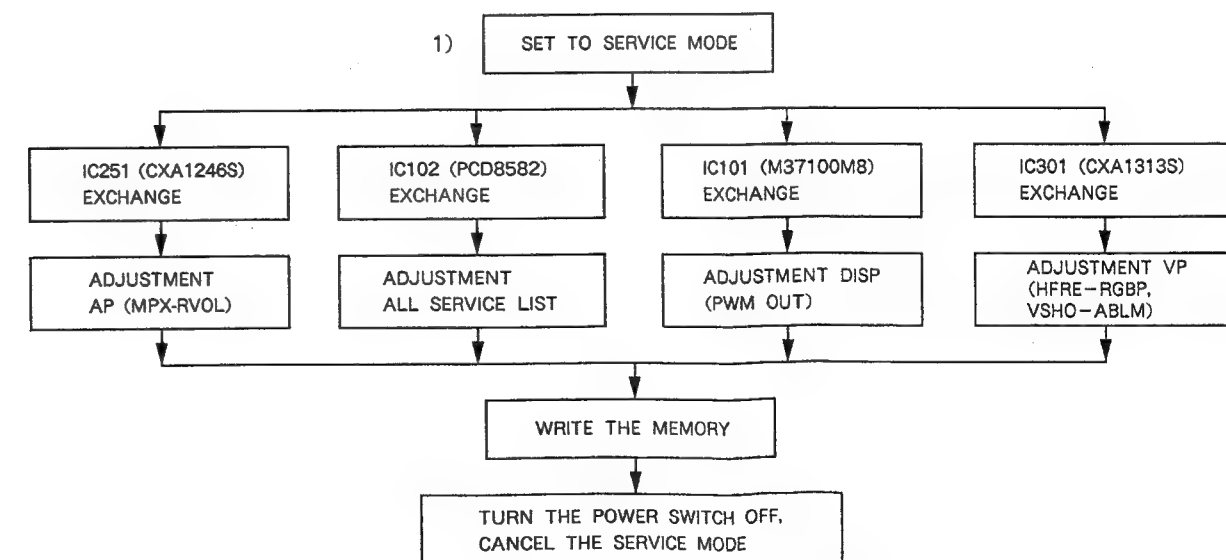 1)
SET TO SERVICE MODE
IC251 (CXA1246S)
EXCHANGE
IC102 (PCD8582)
EXCHANGE
IC101 (M37100M8)
EXCHANGE
IC301 (CXA1313S)
EXCHANGE
ADJUSTMENT
AP (MPX-RVOL)
ADJUSTMENT
ALL SERVICE LIST
ADJUSTMENT DISP
(PWM OUT)
ADJUSTMENT VP
(HFRE-RGBP,
VSHO-ABLM)
WRITE THE MEMORY
TURN THE POWER SWITCH OFF,
CANCEL THE SERVICE MODE